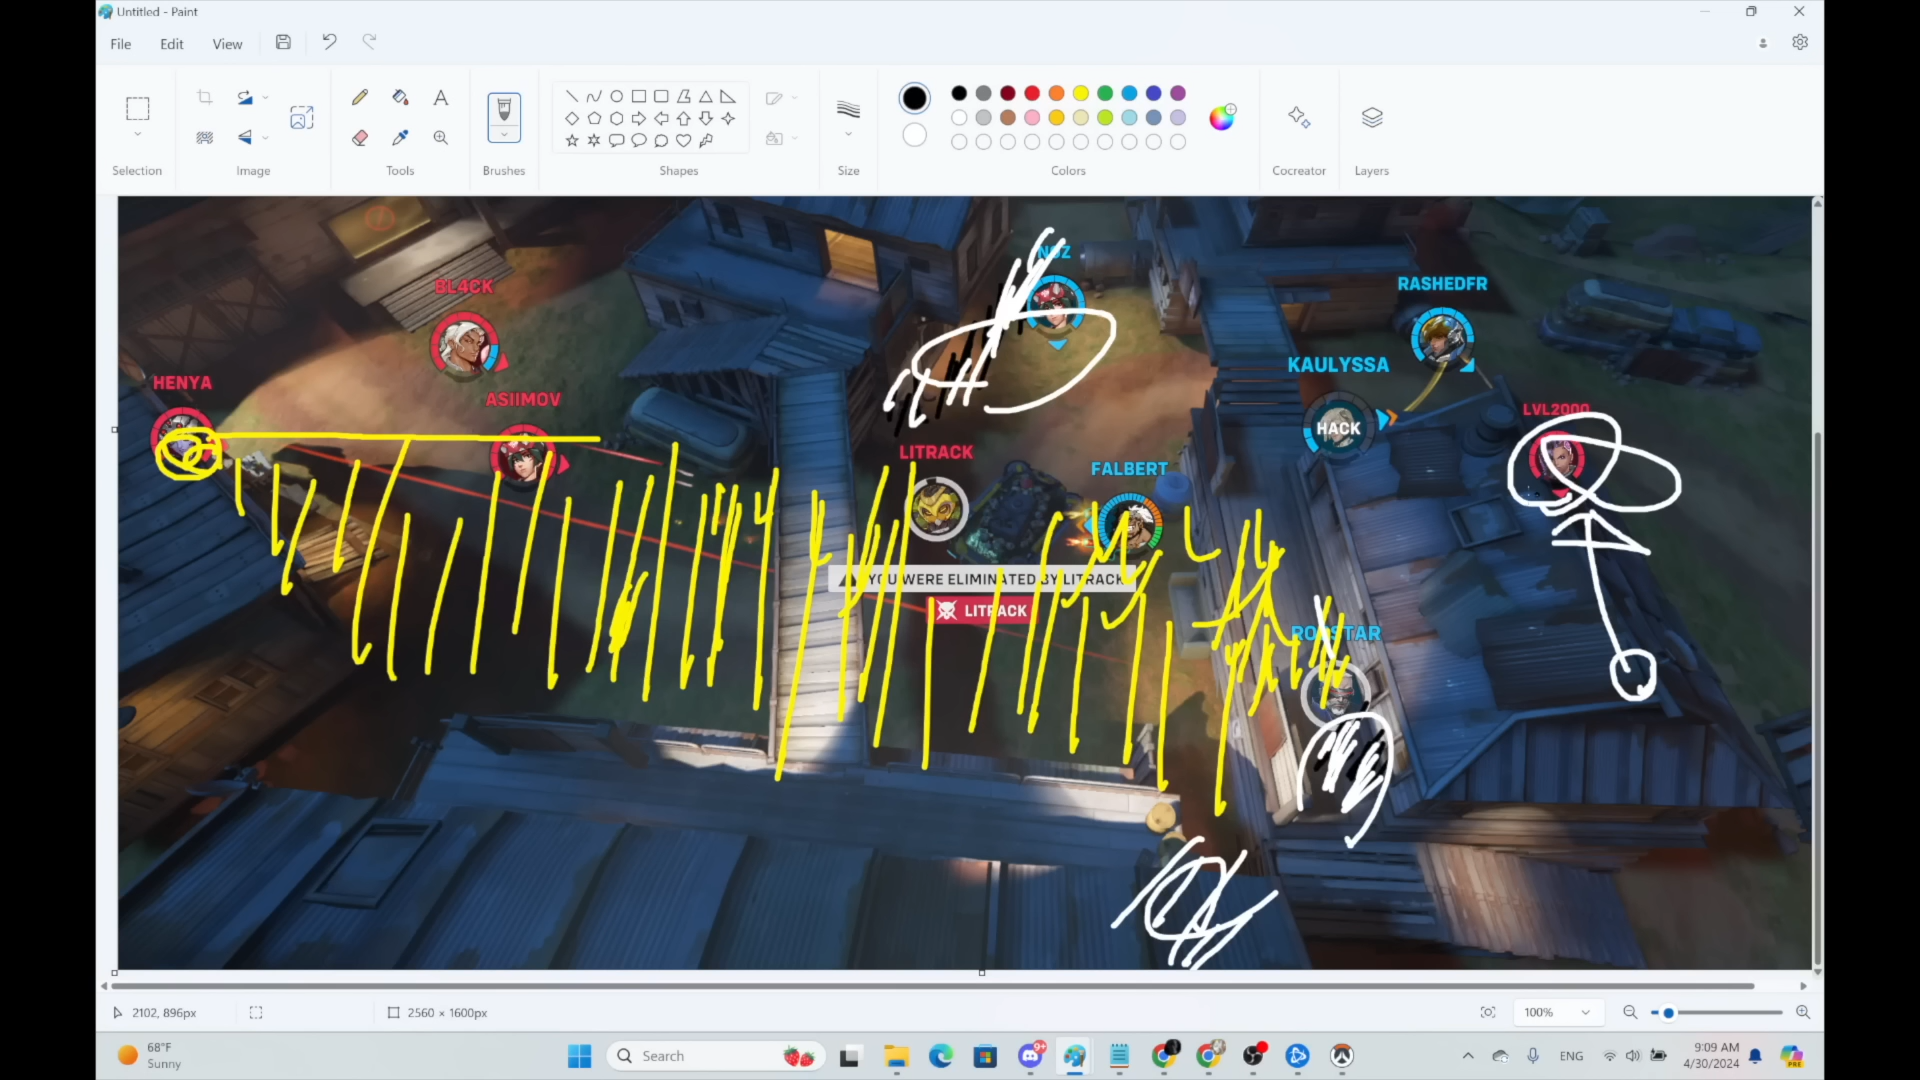 Untitled - Paint
File Edit View
Selection Image Tools Brushes Shapes Size Colors Cocreator Layers
BL4CK
RASHEDFR
KAULYSSA
HENYA
ASIIMOV
LVL2000
HACK
LITRACK
FALBERT
YOU WERE ELIMINATED BY LITRACK
LITRACK
2102, 896px
2560 × 1600px
100%
68°F
Sunny
Search
9+
ENG
9:09 AM
4/30/2024
PRE